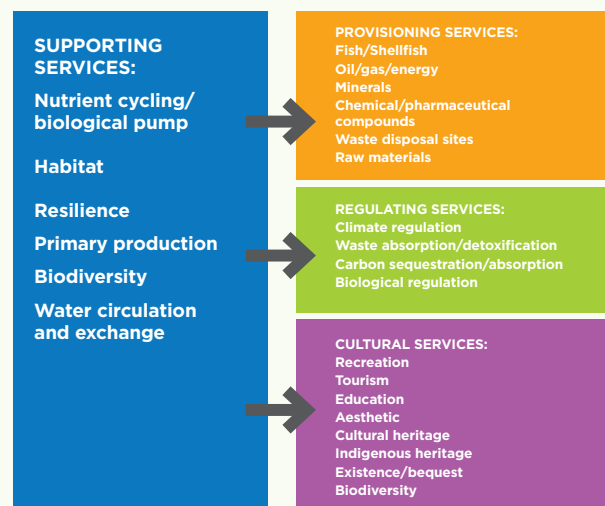 SUPPORTING
SERVICES:
Nutrient cycling/
biological pump
Habitat
Resilience
Primary production
Biodiversity
Water circulation
and exchange
PROVISIONING SERVICES:
Fish/Shellfish
Oil/gas/energy
Minerals
Chemical/pharmaceutical
compounds
Waste disposal sites
Raw materials
REGULATING SERVICES:
Climate regulation
Waste absorption/detoxification
Carbon sequestration/absorption
Biological regulation
CULTURAL SERVICES:
Recreation
Tourism
Education
Aesthetic
Cultural heritage
Indigenous heritage
Existence/bequest
Biodiversity